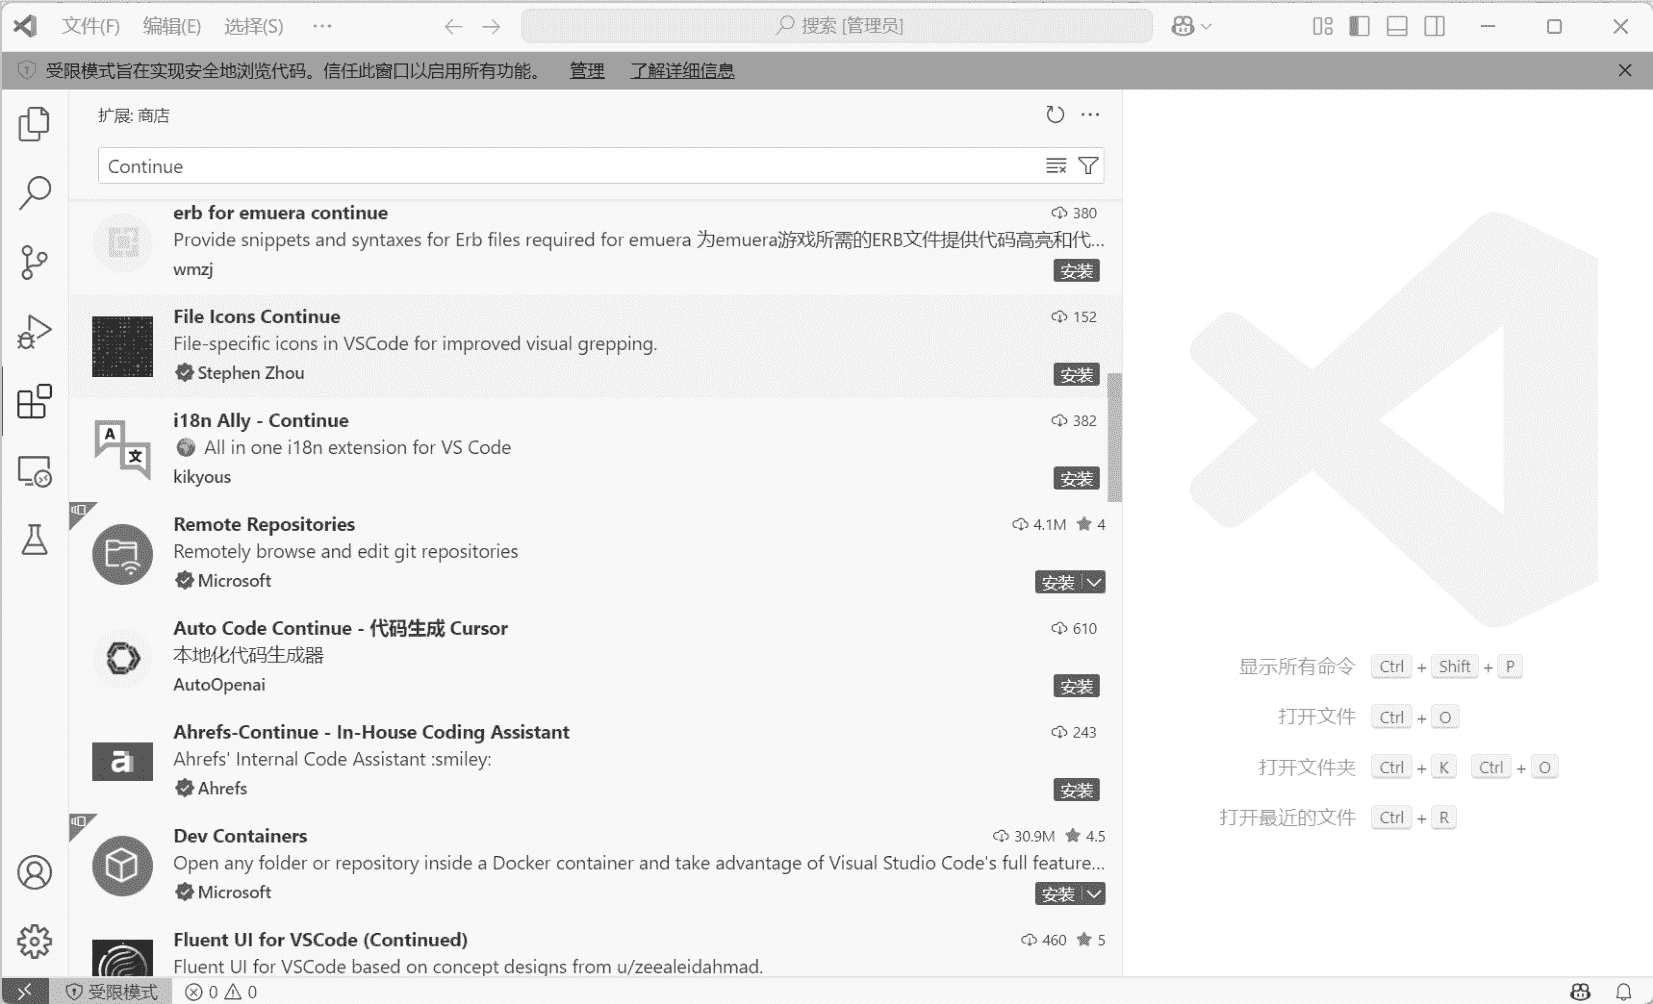 文件(F) 编辑(E) 选择(S) ··· 搜索 [管理员]
受限模式旨在实现安全地浏览代码。信任此窗口以启用所有功能。 管理 了解详细信息
扩展: 商店
Continue
erb for emuera continue 380
Provide snippets and syntaxes for Erb files required for emuera 为emuera游戏所需的ERB文件提供代码高亮和代...
wmzj 安装
File Icons Continue 152
File-specific icons in VSCode for improved visual grepping.
Stephen Zhou 安装
i18n Ally - Continue 382
All in one i18n extension for VS Code
kikyous 安装
Remote Repositories 4.1M 4
Remotely browse and edit git repositories
Microsoft 安装
Auto Code Continue - 代码生成 Cursor 610
本地化代码生成器
AutoOpenai 安装
Ahrefs-Continue - In-House Coding Assistant 243
Ahrefs' Internal Code Assistant :smiley:
Ahrefs 安装
Dev Containers 30.9M 4.5
Open any folder or repository inside a Docker container and take advantage of Visual Studio Code's full feature...
Microsoft 安装
Fluent UI for VSCode (Continued) 460 5
Fluent UI for VSCode based on concept designs from u/zeealeidahmad.
显示所有命令 Ctrl + Shift + P
打开文件 Ctrl + O
打开文件夹 Ctrl + K Ctrl + O
打开最近的文件 Ctrl + R
受限模式 0 0